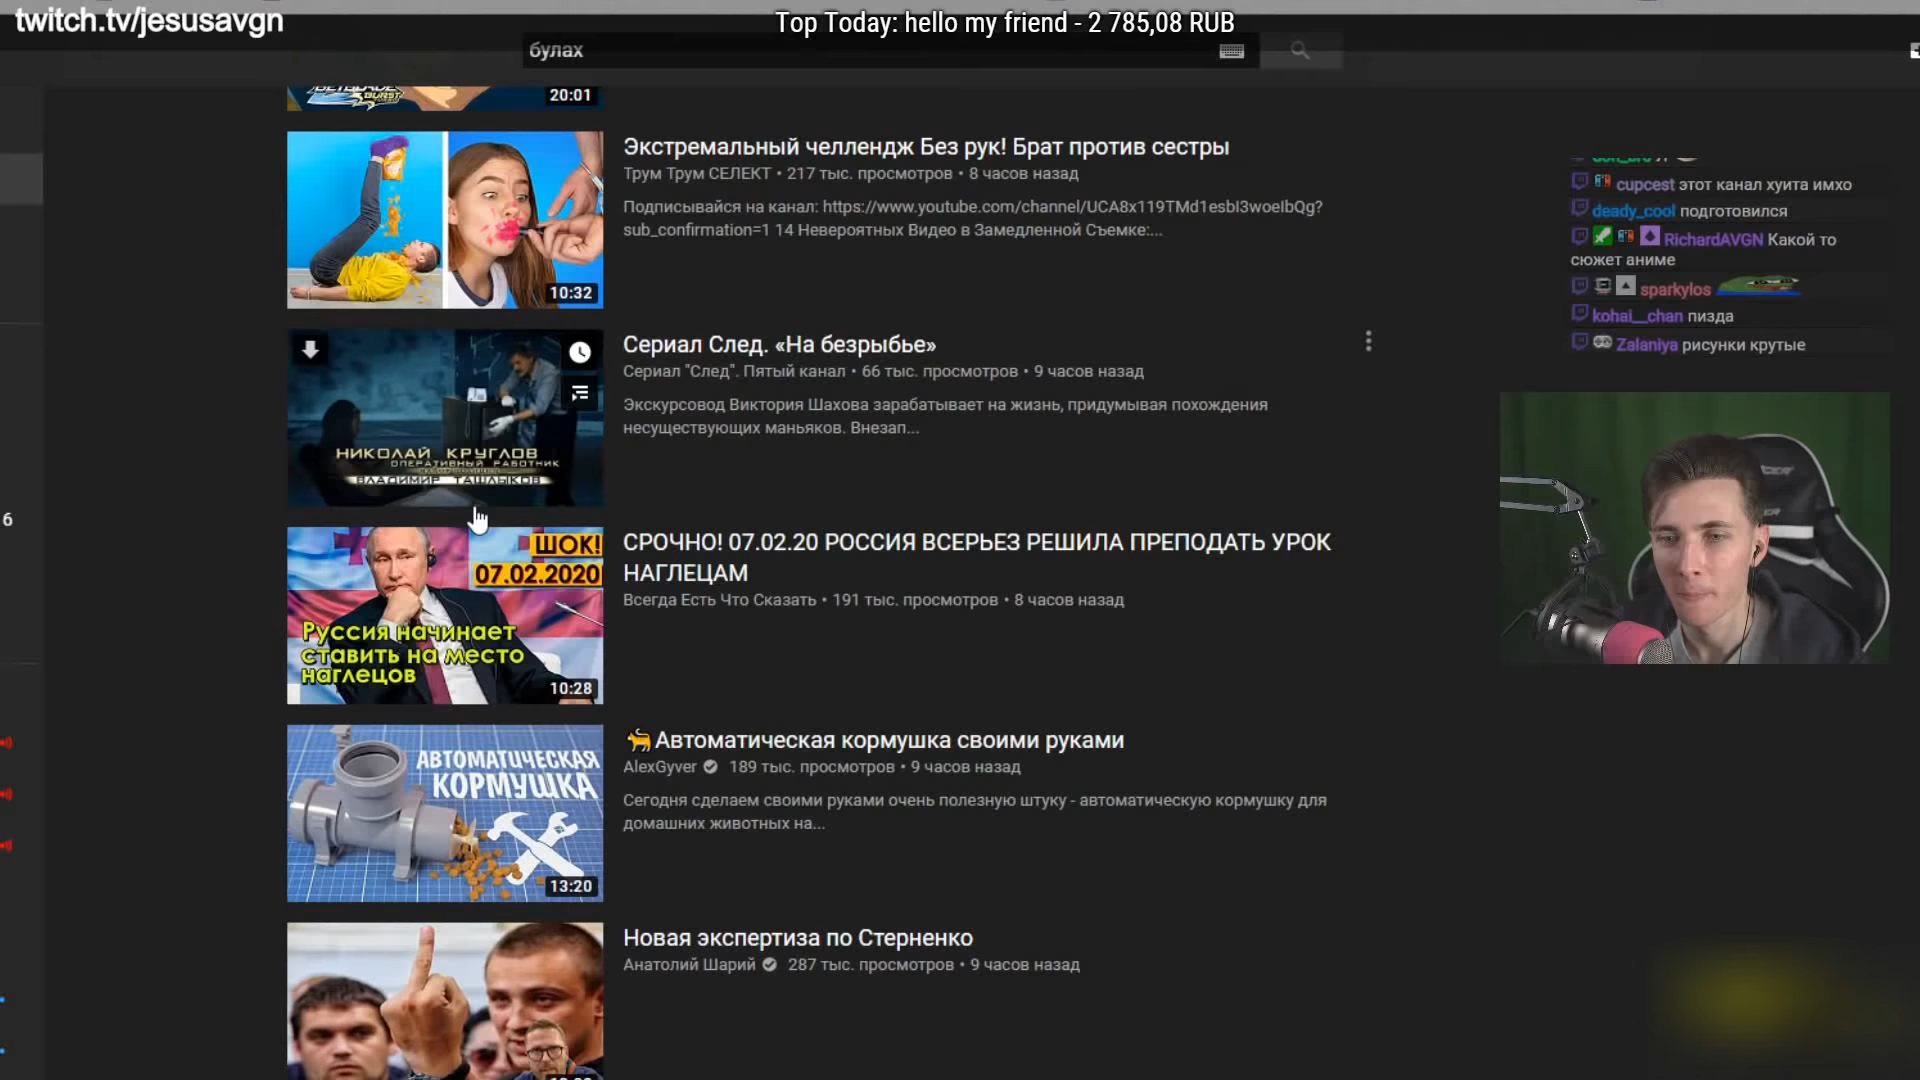 twitch.tv/jesusavgn
Top Today: hello my friend - 2 785,08 RUB
булах
BURST
20:01
Экстремальный челлендж Без рук! Брат против сестры
Трум Трум СЕЛЕКТ • 217 тыс. просмотров • 8 часов назад
Подписывайся на канал: https://www.youtube.com/channel/UCA8x119TMd1esbI3woeIbQg?
sub_confirmation=1 14 Невероятных Видео в Замедленной Съемке:...
10:32
Сериал След. «На безрыбье»
Сериал "След". Пятый канал • 66 тыс. просмотров • 9 часов назад
Экскурсовод Виктория Шахова зарабатывает на жизнь, придумывая похождения
несуществующих маньяков. Внезап...
НИКОЛАЙ КРУГЛОВ
ОПЕРАТИВНЫЙ РАБОТНИК
ВЛАДИМИР ТАШЛЫКОВ
6
СРОЧНО! 07.02.20 РОССИЯ ВСЕРЬЕЗ РЕШИЛА ПРЕПОДАТЬ УРОК
НАГЛЕЦАМ
Всегда Есть Что Сказать • 191 тыс. просмотров • 8 часов назад
ШОК!
07.02.2020
Руссия начинает
ставить на место
наглецов
10:28
Автоматическая кормушка своими руками
AlexGyver 189 тыс. просмотров • 9 часов назад
Сегодня сделаем своими руками очень полезную штуку - автоматическую кормушку для
домашних животных на...
АВТОМАТИЧЕСКАЯ
КОРМУШКА
13:20
Новая экспертиза по Стерненко
Анатолий Шарий 287 тыс. просмотров • 9 часов назад
cupcest этот канал хуита имхо
deady_cool подготовился
RichardAVGN Какой то
сюжет аниме
sparkylos
kohai__chan пизда
Zalaniya рисунки крутые